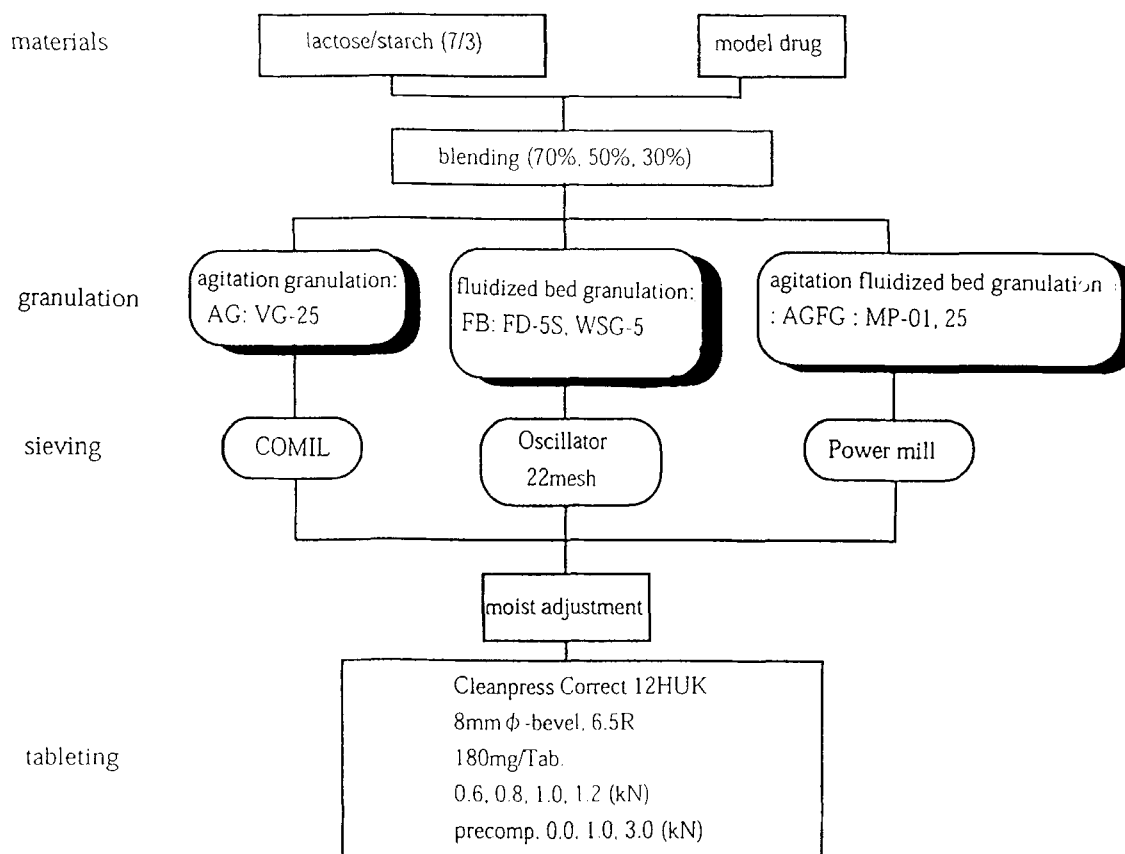 materials
lactose/starch (7/3)
model drug
blending (70%, 50%, 30%)
granulation
agitation granulation:
AG: VG-25
fluidized bed granulation:
FB: FD-5S, WSG-5
agitation fluidized bed granulation
: AGFG : MP-01, 25
sieving
COMIL
Oscillator
22mesh
Power mill
moist adjustment
tableting
Cleanpress Correct 12HUK
8mm ϕ -bevel, 6.5R
180mg/Tab.
0.6, 0.8, 1.0, 1.2 (kN)
precomp. 0.0, 1.0, 3.0 (kN)